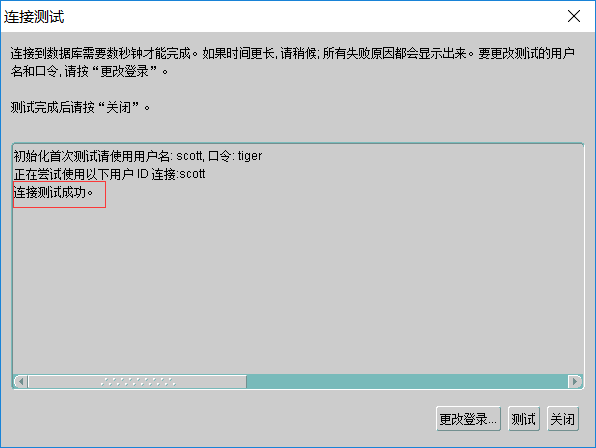 连接测试
连接到数据库需要数秒钟才能完成。如果时间更长, 请稍候; 所有失败原因都会显示出来。要更改测试的用户
名和口令, 请按“更改登录”。
测试完成后请按“关闭”。
初始化首次测试请使用用户名: scott, 口令: tiger
正在尝试使用以下用户 ID 连接:scott
连接测试成功。
更改登录... 测试 关闭